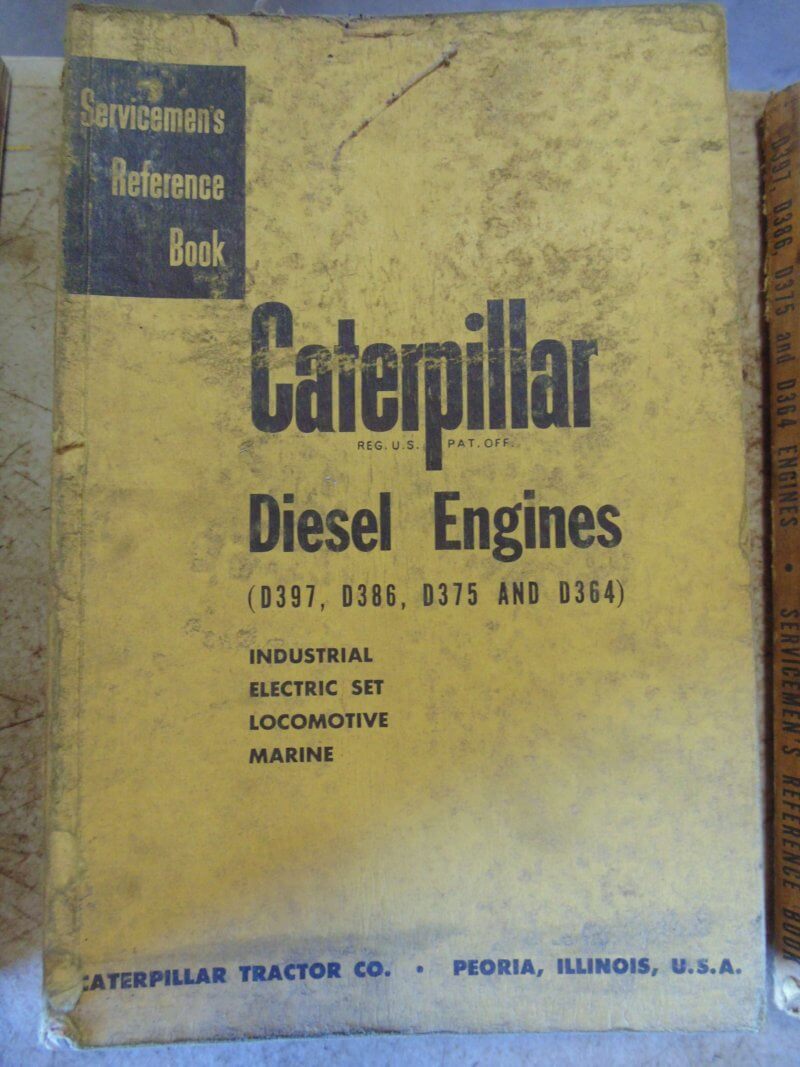 Servicemen's
Reference
Book
Caterpillar
REG. U.S. PAT. OFF.
Diesel Engines
(D397, D386, D375 AND D364)
INDUSTRIAL
ELECTRIC SET
LOCOMOTIVE
MARINE
CATERPILLAR TRACTOR CO. • PEORIA, ILLINOIS, U.S.A.
D397, D386, D375 and D364 ENGINES • SERVICEMEN'S REFERENCE BOOK